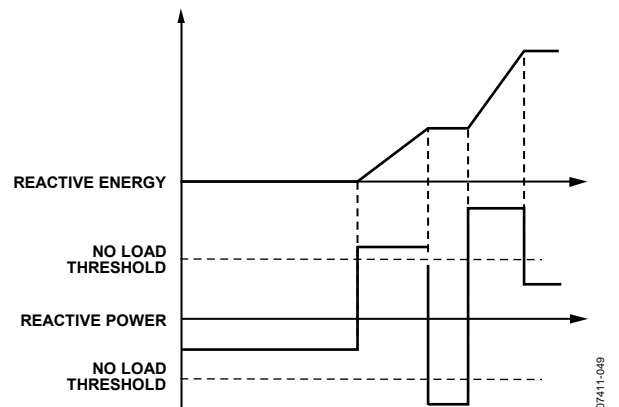 REACTIVE ENERGY
NO LOAD
THRESHOLD
REACTIVE POWER
NO LOAD
THRESHOLD
07411-049